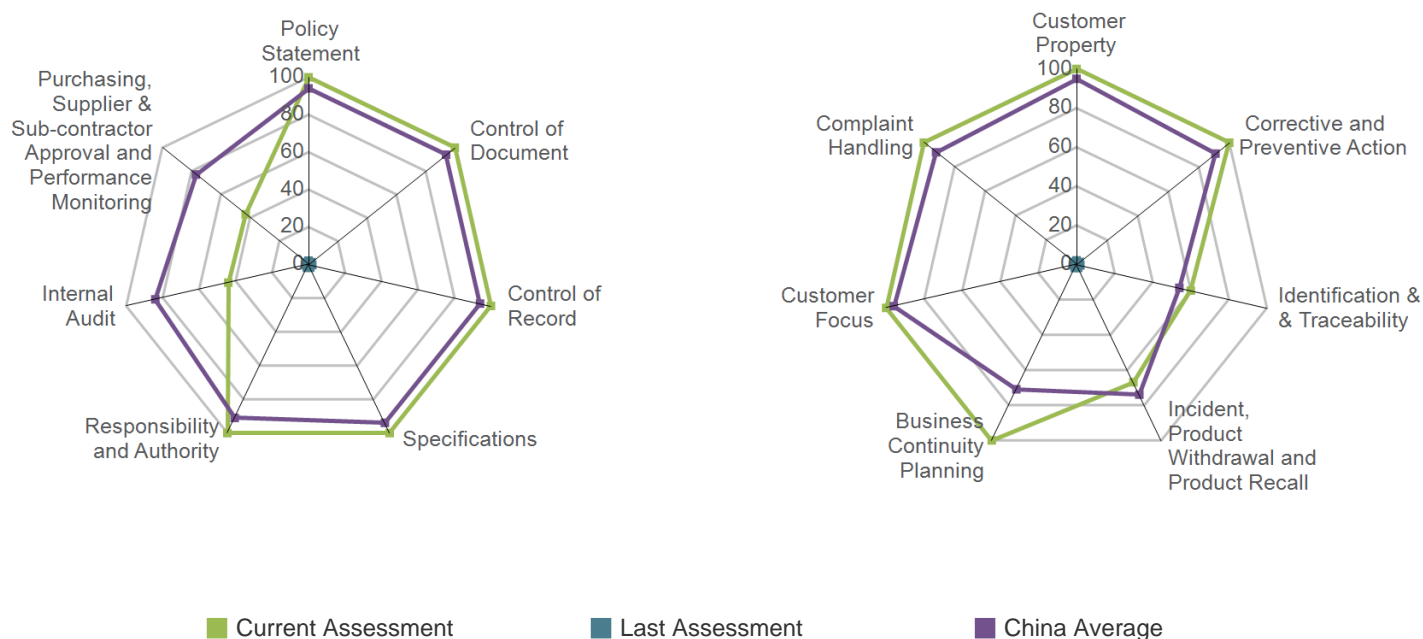 Policy
Statement
Control of
Document
Control of
Record
Specifications
Responsibility
and Authority
Internal
Audit
Purchasing,
Supplier &
Sub-contractor
Approval and
Performance
Monitoring
100
80
60
40
20
0
Customer
Property
Corrective and
Preventive Action
Identification &
& Traceability
Incident,
Product
Withdrawal and
Product Recall
Business
Continuity
Planning
Customer
Focus
Complaint
Handling
100
80
60
40
20
0
Current Assessment
Last Assessment
China Average